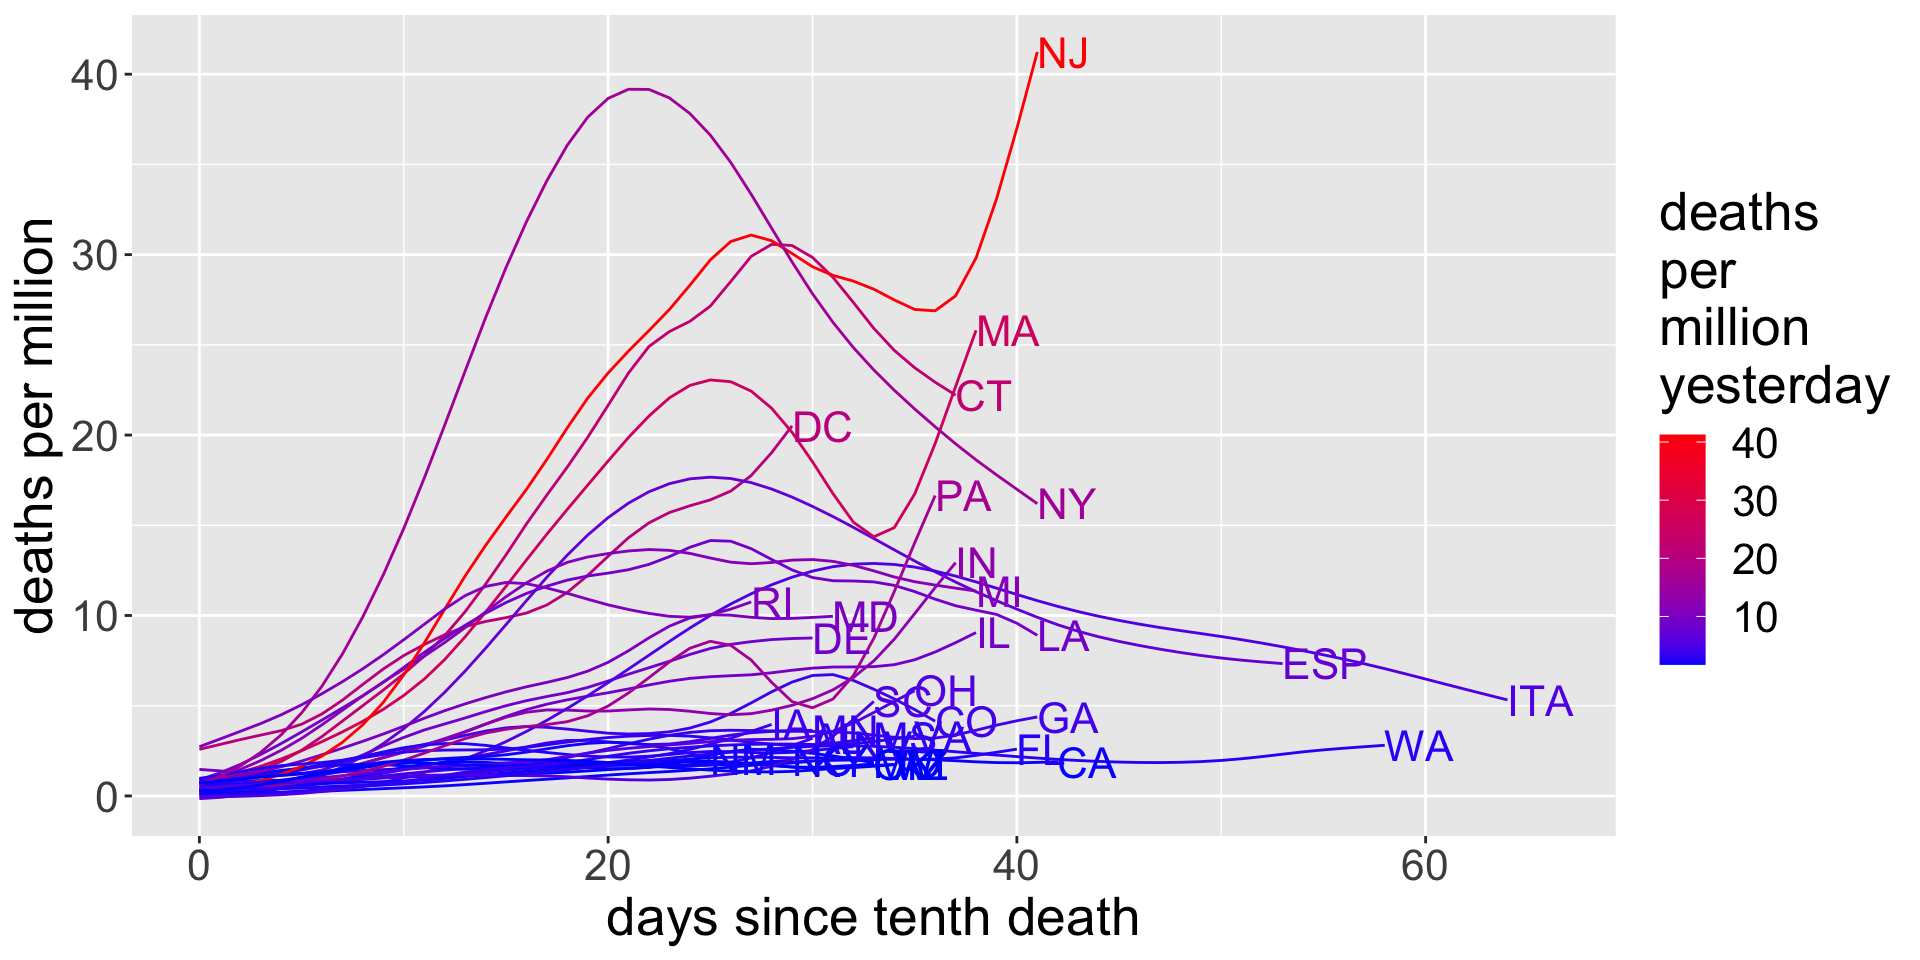 40
30
20
10
0
deaths per million
0
20
40
60
days since tenth death
NJ
MA
CT
DC
PA
NY
IN
MI
RI
MD
DE
IL
LA
ESP
ITA
OH
SC
CO
GA
IA
MN
FL
CA
WA
NM
deaths
per
million
yesterday
40
30
20
10